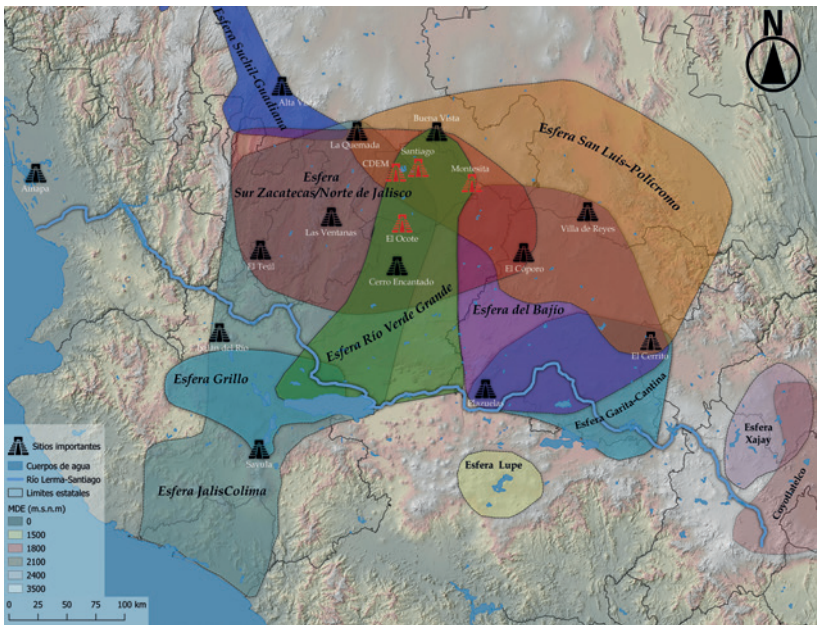 N
Esfera Suchil-Guadiana
Alta Vista
Buena Vista
La Quemada
Santiago
CDEM
Montesita
Esfera San Luis-Polícromo
Amapa
Esfera
Sur Zacatecas/Norte de Jalisco
Las Ventanas
El Ocote
Villa de Reyes
El Teúl
Cerro Encantado
El Coporo
Esfera Río Verde Grande
Esfera del Bajío
Ixtlán del Río
El Cerrito
Esfera Grillo
Plazuelas
Esfera Garita-Cantina
Esfera
Xajay
Sayula
Esfera Lupe
Coyotlatelco
Esfera JalisColima
Sitios importantes
Cuerpos de agua
Río Lerma-Santiago
Limites estatales
MDE (m.s.n.m)
0
1500
1800
2100
2400
3500
0 25 50 75 100 km